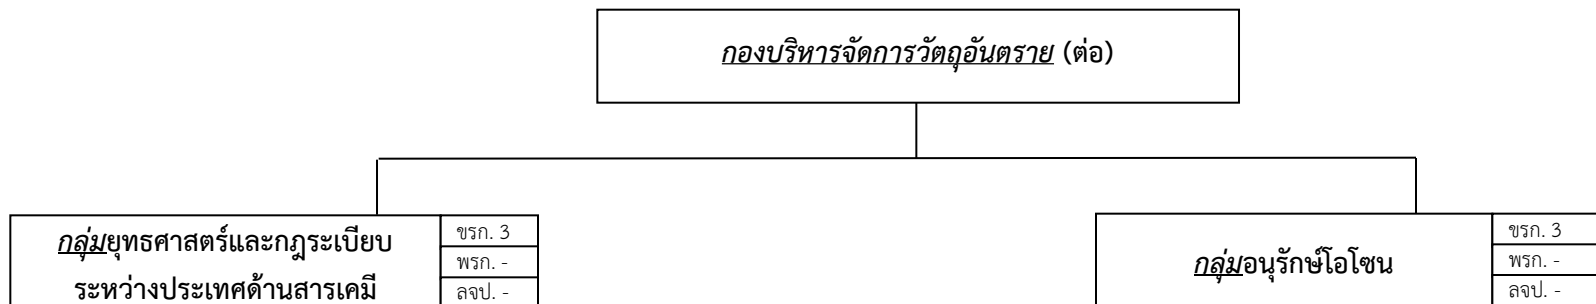 กองบริหารจัดการวัตถุอันตราย (ต่อ)
กลุ่มยุทธศาสตร์และกฎระเบียบ
ระหว่างประเทศด้านสารเคมี
ขรก. 3
พรก. -
ลจป. -
กลุ่มอนุรักษ์โอโซน
ขรก. 3
พรก. -
ลจป. -